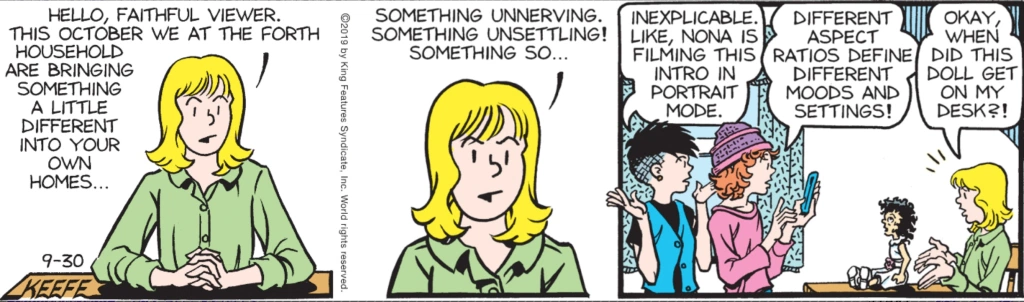 HELLO, FAITHFUL VIEWER.
THIS OCTOBER WE AT THE FORTH
HOUSEHOLD
ARE BRINGING
SOMETHING
A LITTLE
DIFFERENT
INTO YOUR
OWN
HOMES...
9-30
KEEFE
©2019 by King Features Syndicate, Inc. World rights reserved.
SOMETHING UNNERVING.
SOMETHING UNSETTLING!
SOMETHING SO...
INEXPLICABLE.
LIKE, NONA IS
FILMING THIS
INTRO IN
PORTRAIT
MODE.
DIFFERENT
ASPECT
RATIOS DEFINE
DIFFERENT
MOODS AND
SETTINGS!
OKAY,
WHEN
DID THIS
DOLL GET
ON MY
DESK?!